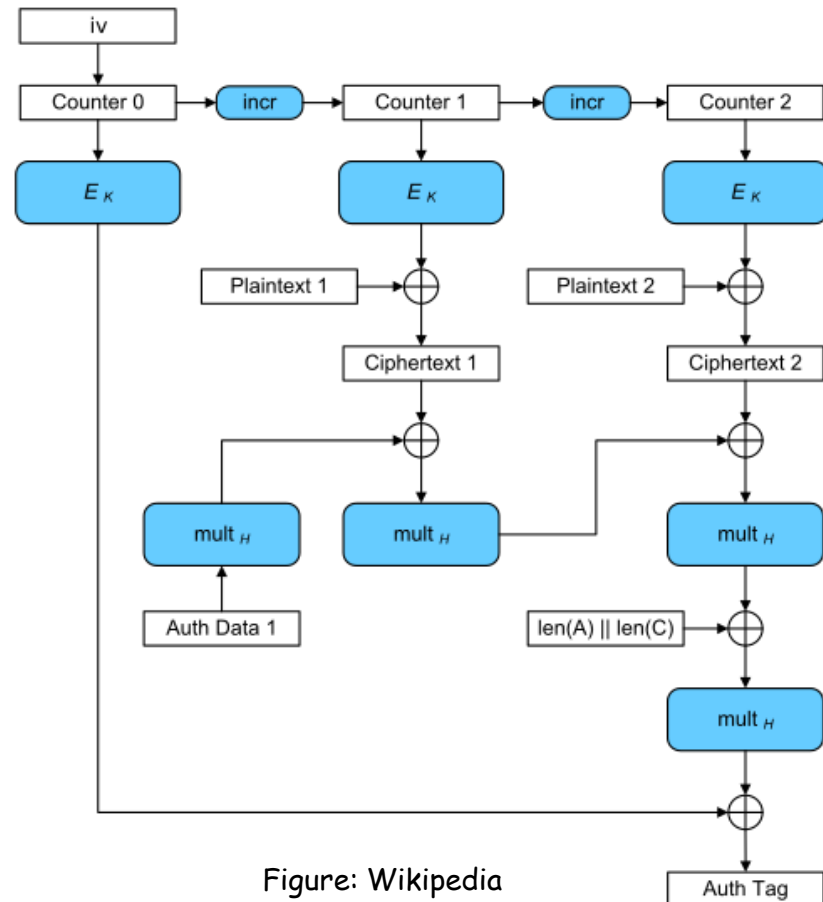 iv
Counter 0
incr
Counter 1
incr
Counter 2
E K
E K
E K
Plaintext 1
Plaintext 2
Ciphertext 1
Ciphertext 2
mult H
mult H
mult H
Auth Data 1
len(A) || len(C)
mult H
Figure: Wikipedia
Auth Tag